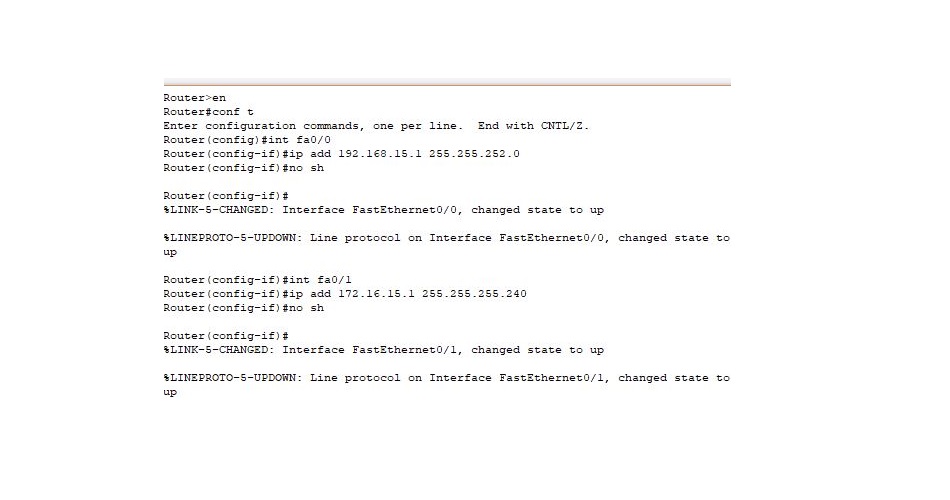 Router>en
Router#conf t
Enter configuration commands, one per line.  End with CNTL/Z.
Router(config)#int fa0/0
Router(config-if)#ip add 192.168.15.1 255.255.252.0
Router(config-if)#no sh
Router(config-if)#
%LINK-5-CHANGED: Interface FastEthernet0/0, changed state to up
%LINEPROTO-5-UPDOWN: Line protocol on Interface FastEthernet0/0, changed state to
up
Router(config-if)#int fa0/1
Router(config-if)#ip add 172.16.15.1 255.255.255.240
Router(config-if)#no sh
Router(config-if)#
%LINK-5-CHANGED: Interface FastEthernet0/1, changed state to up
%LINEPROTO-5-UPDOWN: Line protocol on Interface FastEthernet0/1, changed state to
up